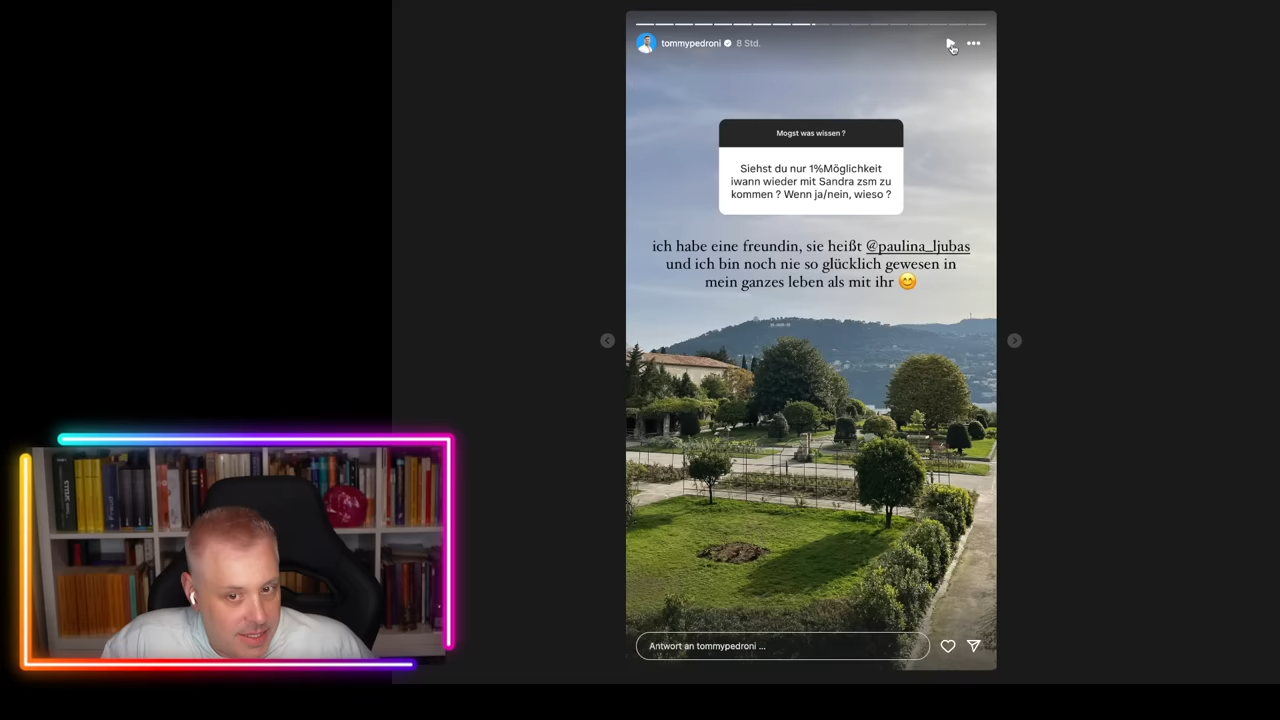 tommypedroni 8 Std.
Mogst was wissen ?
Siehst du nur 1%Möglichkeit
iwann wieder mit Sandra zsm zu
kommen ? Wenn ja/nein, wieso ?
ich habe eine freundin, sie heißt @paulina_ljubas
und ich bin noch nie so glücklich gewesen in
mein ganzes leben als mit ihr 😊
Antwort an tommypedroni ...